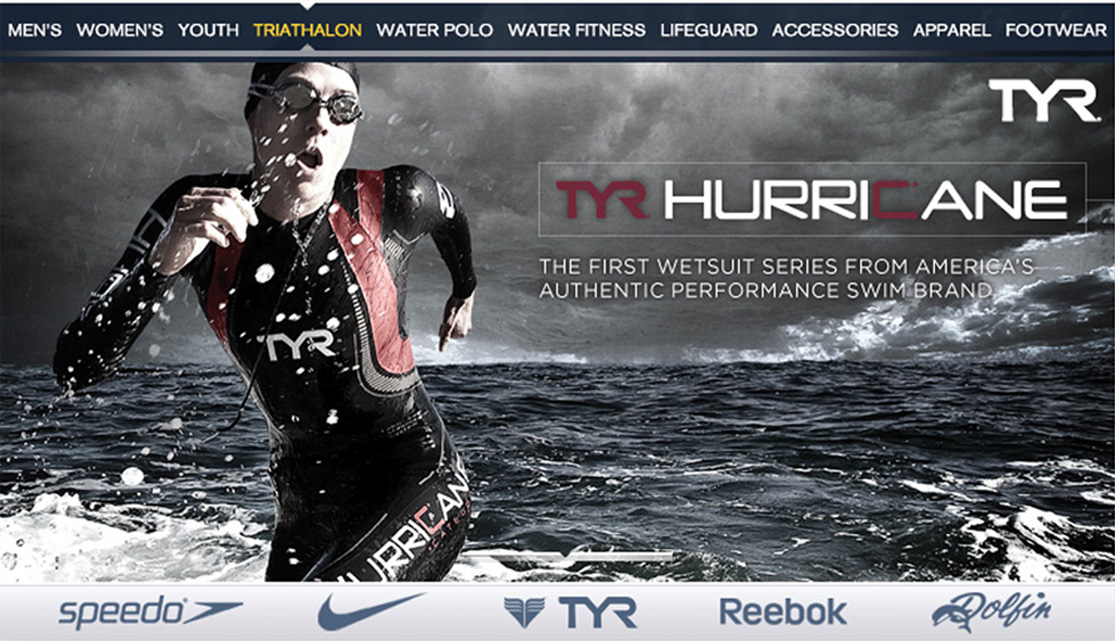 MEN'S WOMEN'S YOUTH TRIATHALON WATER POLO WATER FITNESS LIFEGUARD ACCESSORIES APPAREL FOOTWEAR
TYR
TYR HURRICANE
THE FIRST WETSUIT SERIES FROM AMERICA'S
AUTHENTIC PERFORMANCE SWIM BRAND
TYR
HURRICANE
speedo TYR Reebok Dolfin